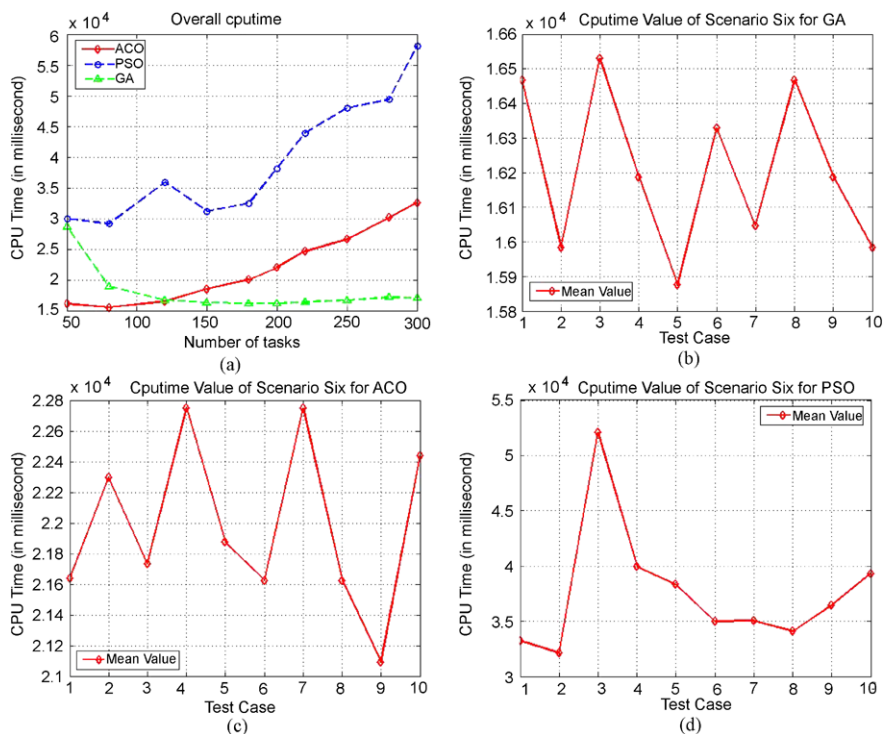 x 10⁴
Overall cputime
6
5.5
5
4.5
4
3.5
3
2.5
2
1.5
ACO
PSO
GA
50
100
150
200
250
300
CPU Time (in millisecond)
Number of tasks
(a)
x 10⁴
Cputime Value of Scenario Six for GA
1.66
1.65
1.64
1.63
1.62
1.61
1.6
1.59
1.58
Mean Value
1 2 3 4 5 6 7 8 9 10
CPU Time (in millisecond)
Test Case
(b)
x 10⁴
Cputime Value of Scenario Six for ACO
2.28
2.26
2.24
2.22
2.2
2.18
2.16
2.14
2.12
2.1
Mean Value
1 2 3 4 5 6 7 8 9 10
CPU Time (in millisecond)
Test Case
(c)
x 10⁴
Cputime Value of Scenario Six for PSO
5.5
5
4.5
4
3.5
3
Mean Value
1 2 3 4 5 6 7 8 9 10
CPU Time (in millisecond)
Test Case
(d)